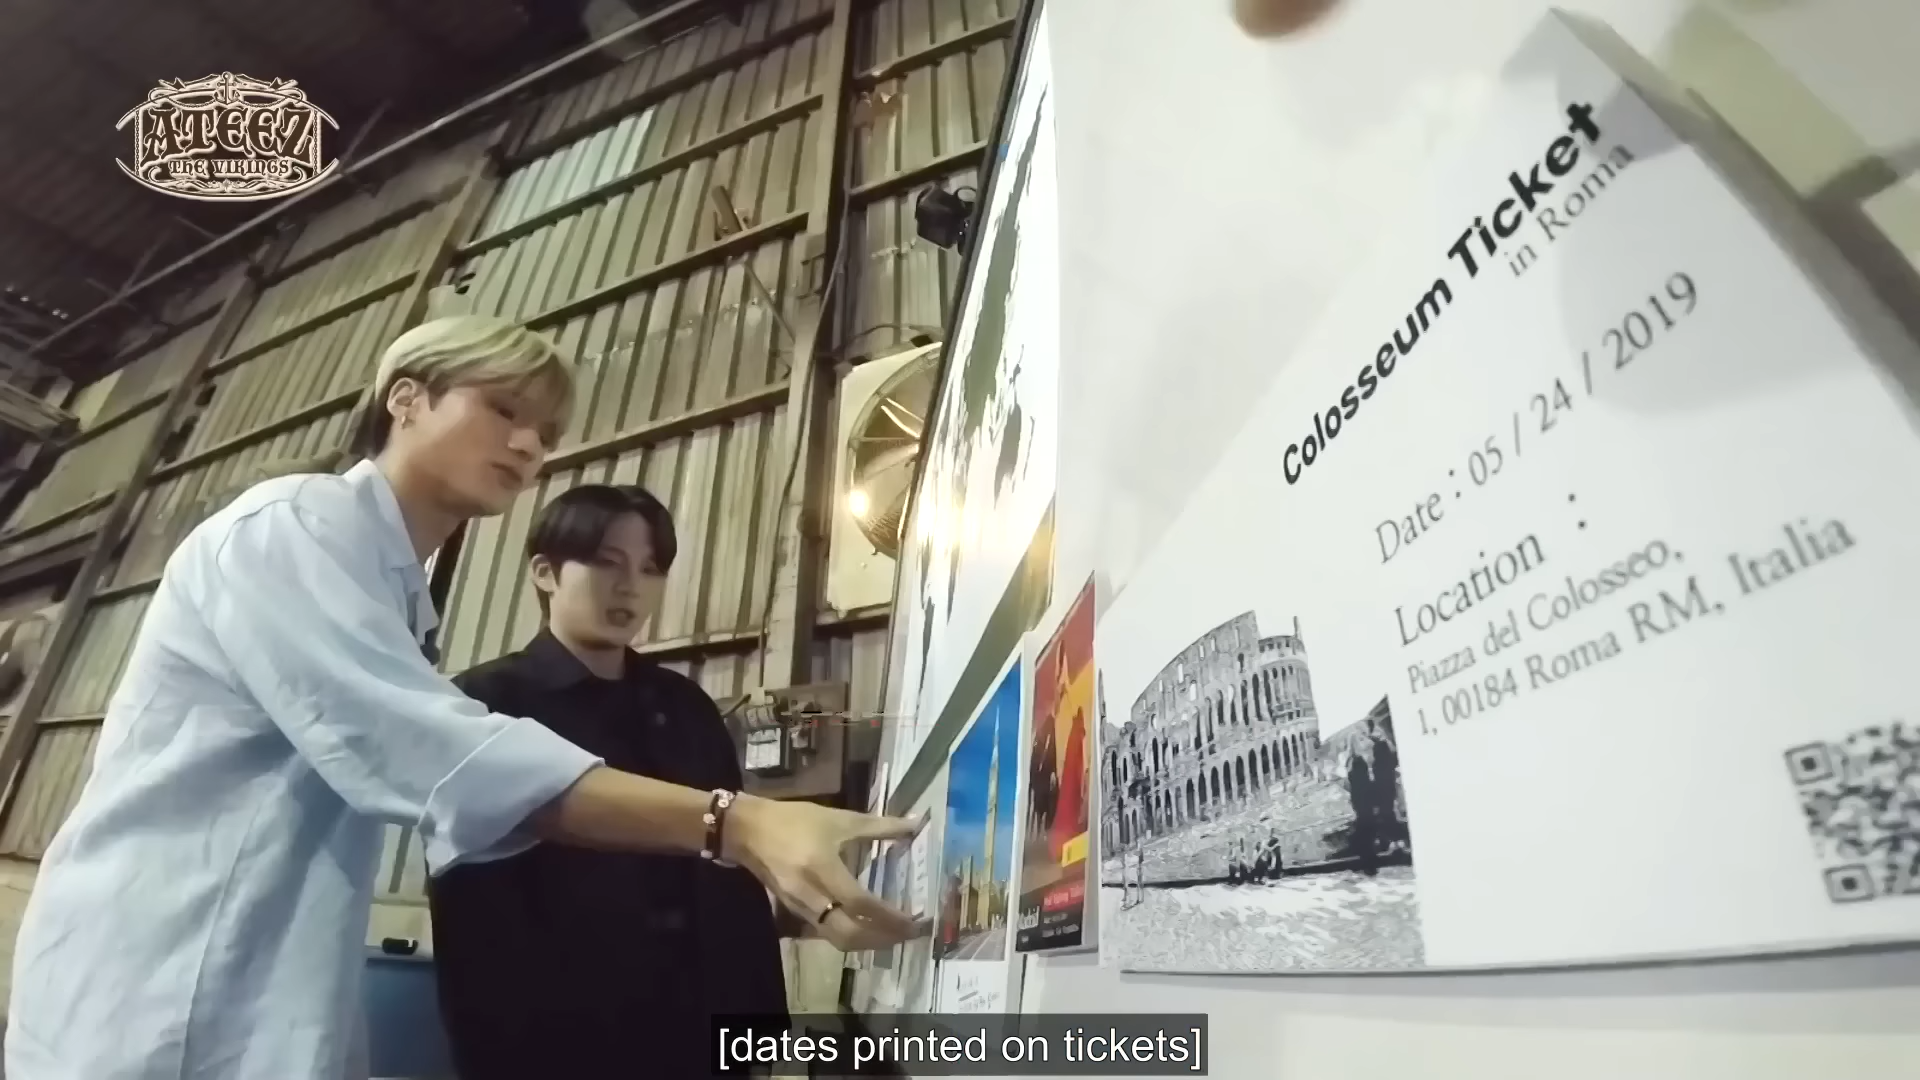 ATEEZ
THE VIKINGS
Colosseum Ticket
in Roma
Date : 05 / 24 / 2019
Location :
Piazza del Colosseo,
1, 00184 Roma RM, Italia
[dates printed on tickets]